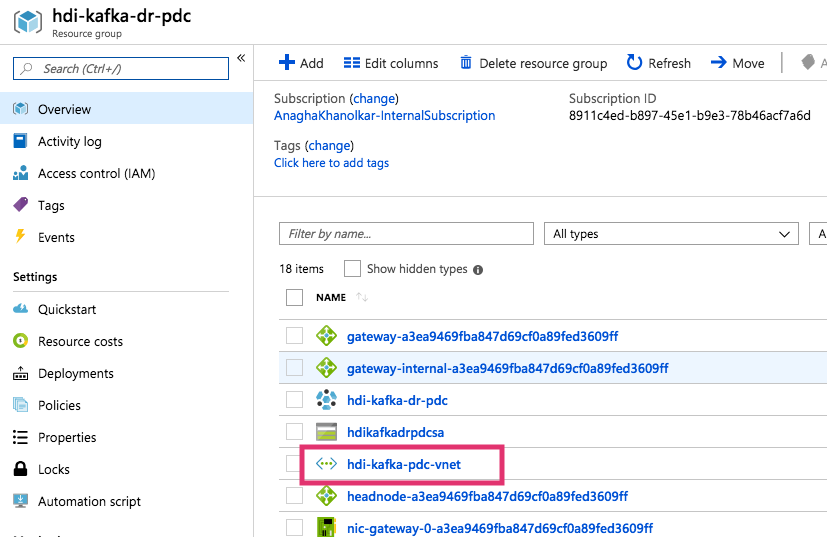 hdi-kafka-dr-pdc
Resource group
Search (Ctrl+/)
«
Overview
Activity log
Access control (IAM)
Tags
Events
Settings
Quickstart
Resource costs
Deployments
Policies
Properties
Locks
Automation script
Add
Edit columns
Delete resource group
Refresh
Move
Subscription (change)
AnaghaKhanolkar-InternalSubscription
Subscription ID
8911c4ed-b897-45e1-b9e3-78b46acf7a6d
Tags (change)
Click here to add tags
Filter by name...
All types
18 items
Show hidden types
NAME
gateway-a3ea9469fba847d69cf0a89fed3609ff
gateway-internal-a3ea9469fba847d69cf0a89fed3609ff
hdi-kafka-dr-pdc
hdikafkadrpdcsa
hdi-kafka-pdc-vnet
headnode-a3ea9469fba847d69cf0a89fed3609ff
nic-gateway-0-a3ea9469fba847d69cf0a89fed3609ff